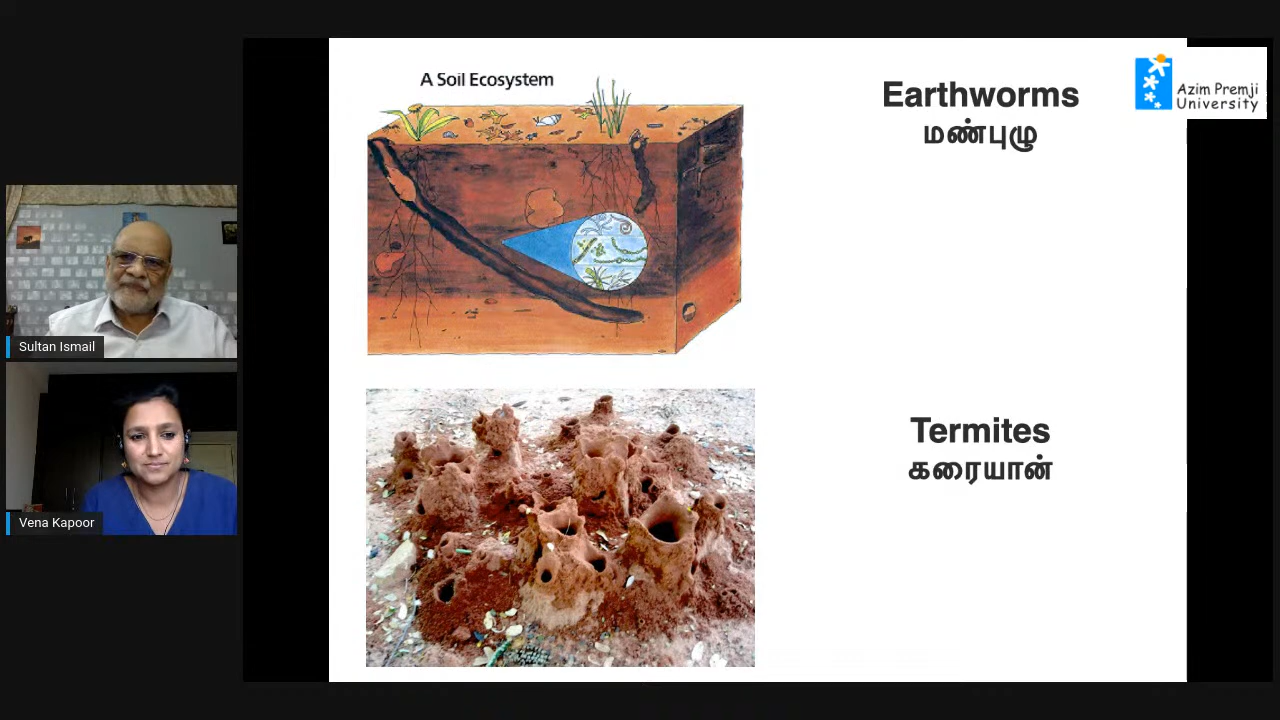 A Soil Ecosystem
Earthworms
மண்புழு
Azim Premji
University
Sultan Ismail
Vena Kapoor
Termites
கரையான்